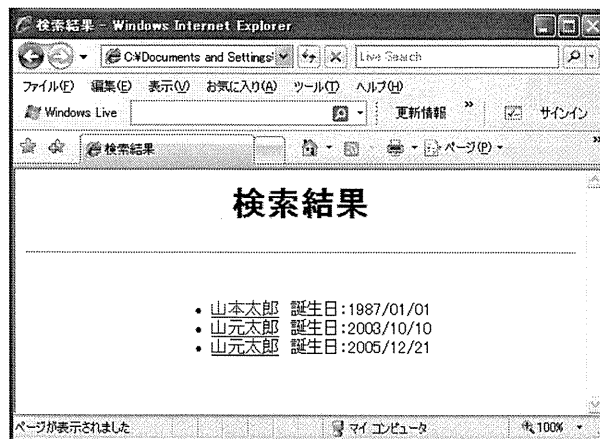 検索結果 - Windows Internet Explorer
C:¥Documents and Settings
Live Search
ファイル(F) 編集(E) 表示(V) お気に入り(A) ツール(T) ヘルプ(H)
Windows Live 更新情報 » サインイン
検索結果 ページ(P) »
検索結果
• 山本太郎 誕生日:1987/01/01
• 山元太郎 誕生日:2003/10/10
• 山元太郎 誕生日:2005/12/21
ページが表示されました マイ コンピュータ 100%